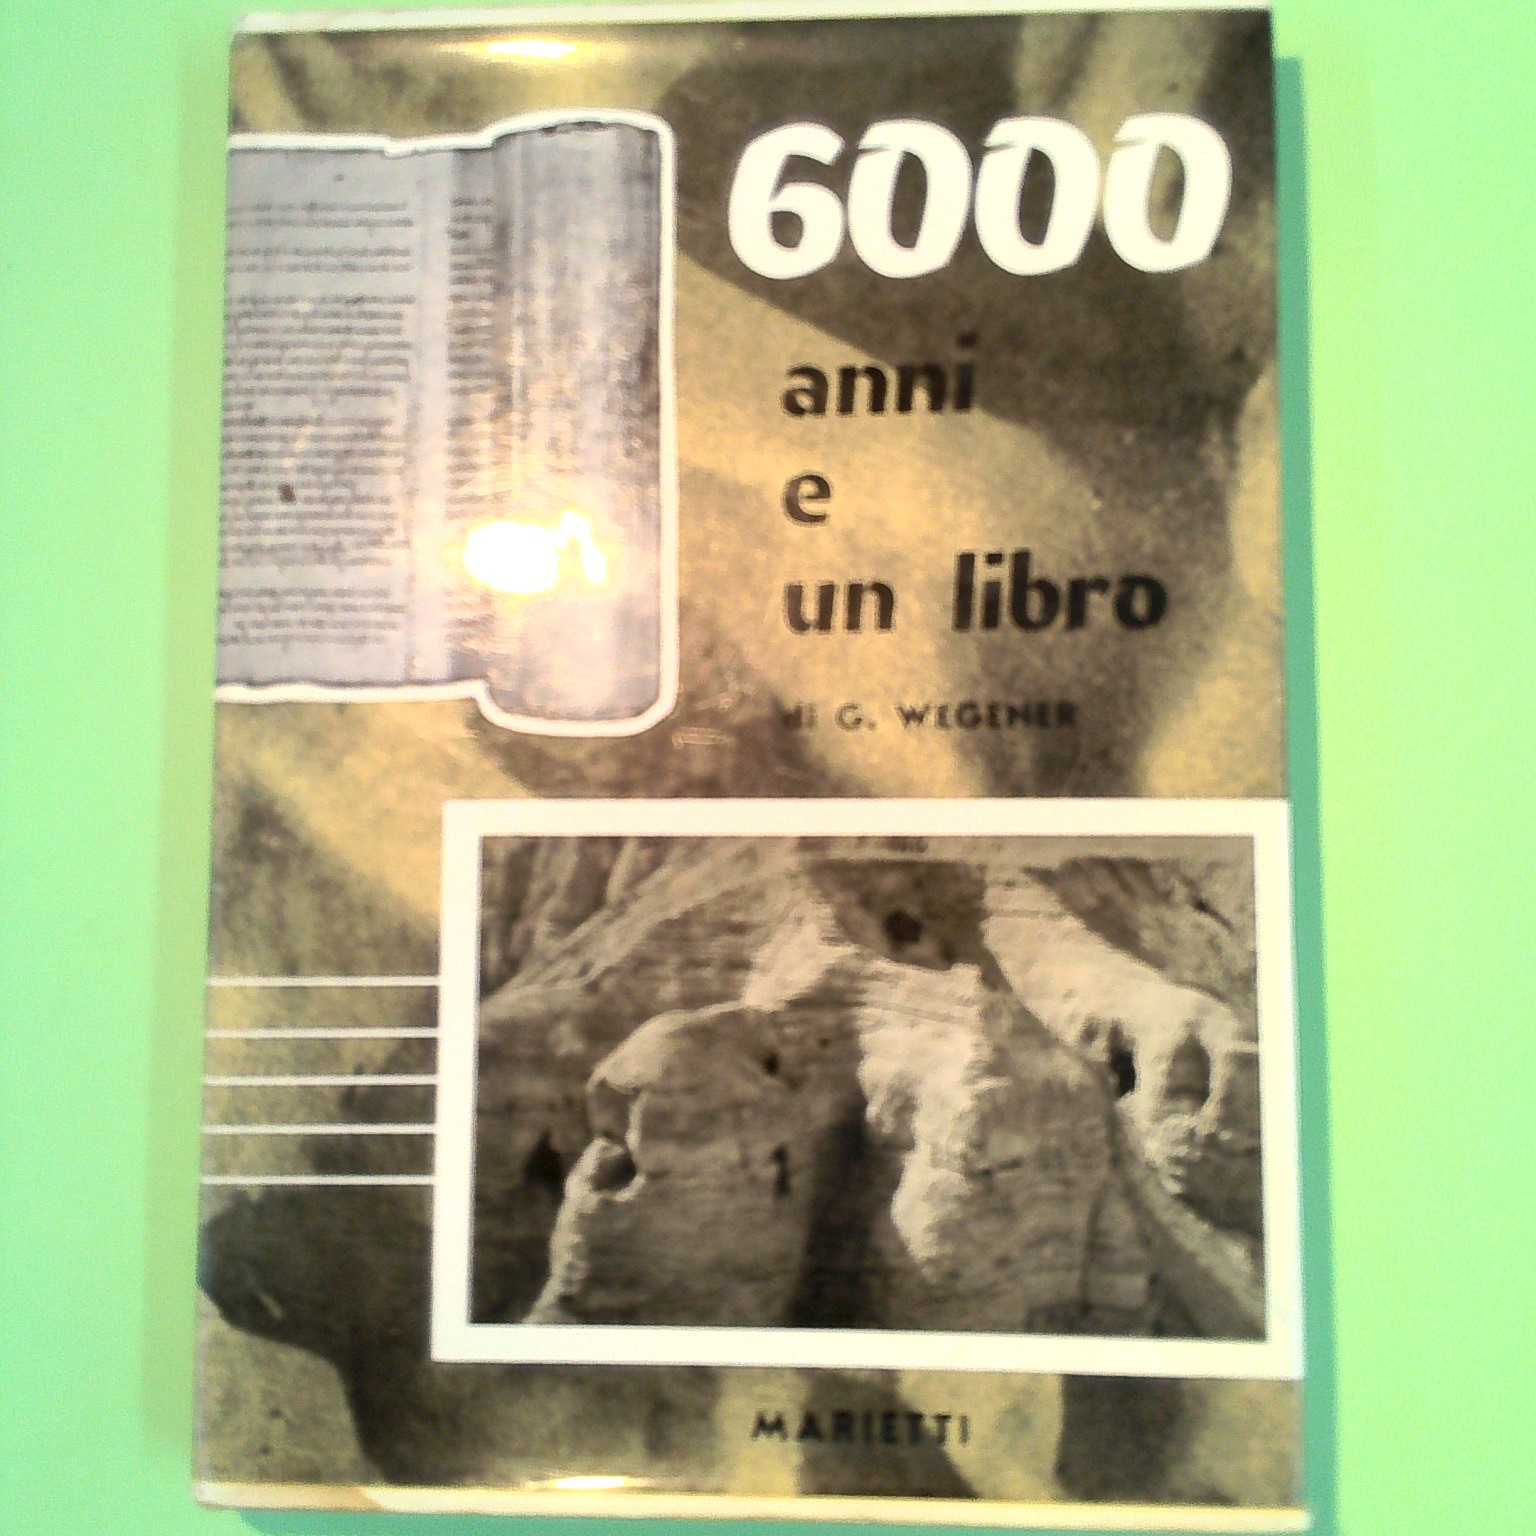 6000
anni
e
un libro
di G. WEGENER
MARIETTI